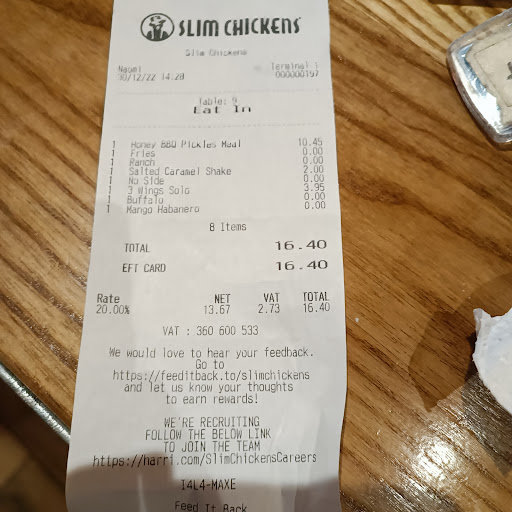 SLIM CHICKENS
Slim Chickens
Naomi Terminal 1
30/12/22 14:28 000000197
Table: 9
Eat In
1 Honey BBQ Pickles Meal 10.45
1 Fries 0.00
1 Ranch 0.00
1 Salted Caramel Shake 2.00
1 No Side 0.00
1 3 Wings Solo 3.95
1 Buffalo 0.00
1 Mango Habanero 0.00
8 Items
TOTAL 16.40
EFT CARD 16.40
Rate NET VAT TOTAL
20.00% 13.67 2.73 16.40
VAT : 360 600 533
We would love to hear your feedback.
Go to
https://feeditback.to/slimchickens
and let us know your thoughts
to earn rewards!
WE'RE RECRUITING
FOLLOW THE BELOW LINK
TO JOIN THE TEAM
https://harri.com/SlimChickensCareers
I4L4-MAXE
Feed It Back